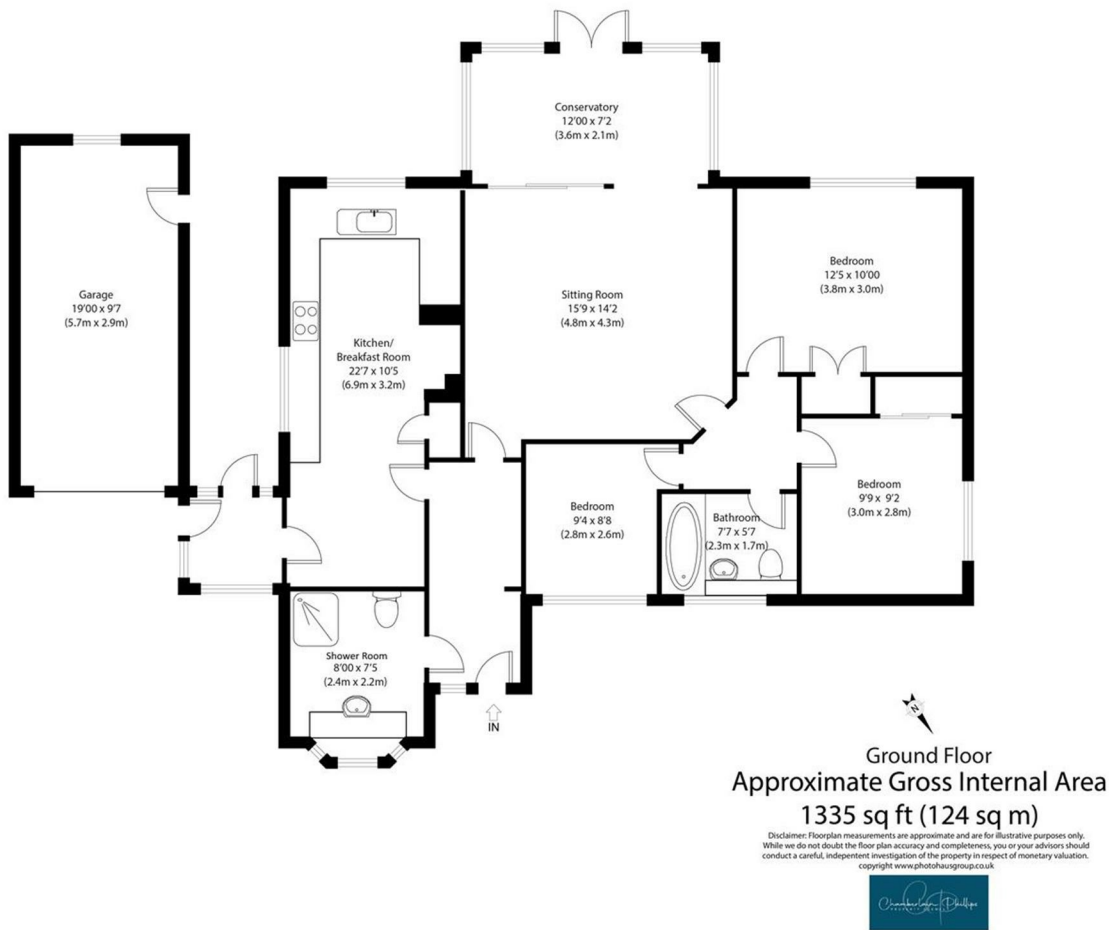 Conservatory
12'00 x 7'2
(3.6m x 2.1m)
Garage
19'00 x 9'7
(5.7m x 2.9m)
Kitchen/
Breakfast Room
22'7 x 10'5
(6.9m x 3.2m)
Sitting Room
15'9 x 14'2
(4.8m x 4.3m)
Bedroom
12'5 x 10'00
(3.8m x 3.0m)
Bedroom
9'9 x 9'2
(3.0m x 2.8m)
Bedroom
9'4 x 8'8
(2.8m x 2.6m)
Bathroom
7'7 x 5'7
(2.3m x 1.7m)
Shower Room
8'00 x 7'5
(2.4m x 2.2m)
IN
N
Ground Floor
Approximate Gross Internal Area
1335 sq ft (124 sq m)
Disclaimer: Floorplan measurements are approximate and are for illustrative purposes only.
While we do not doubt the floor plan accuracy and completeness, you or your advisors should
conduct a careful, indepentent investigation of the property in respect of monetary valuation.
copyright www.photohausgroup.co.uk
Chamberlain Phillips